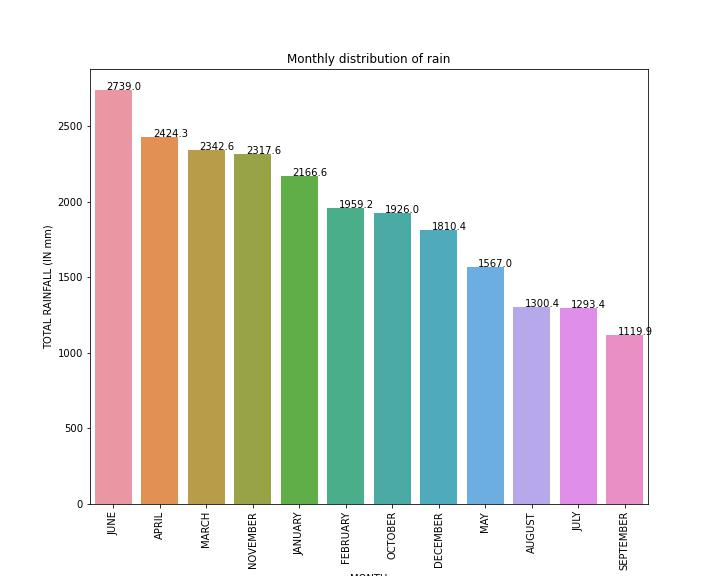 Monthly distribution of rain
2739.0
2424.3
2342.6
2317.6
2166.6
1959.2
1926.0
1810.4
1567.0
1300.4
1293.4
1119.9
2500
2000
1500
1000
500
0
TOTAL RAINFALL (IN mm)
JUNE
APRIL
MARCH
NOVEMBER
JANUARY
FEBRUARY
OCTOBER
DECEMBER
MAY
AUGUST
JULY
SEPTEMBER
MONTH